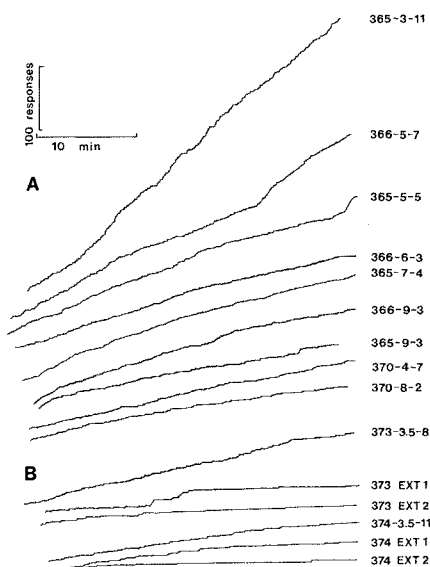 365-3-11
100 responses
10 min
366-5-7
A
365-5-5
366-6-3
365-7-4
366-9-3
365-9-3
370-4-7
370-8-2
373-3.5-8
B
373 EXT 1
373 EXT 2
374-3.5-11
374 EXT 1
374 EXT 2